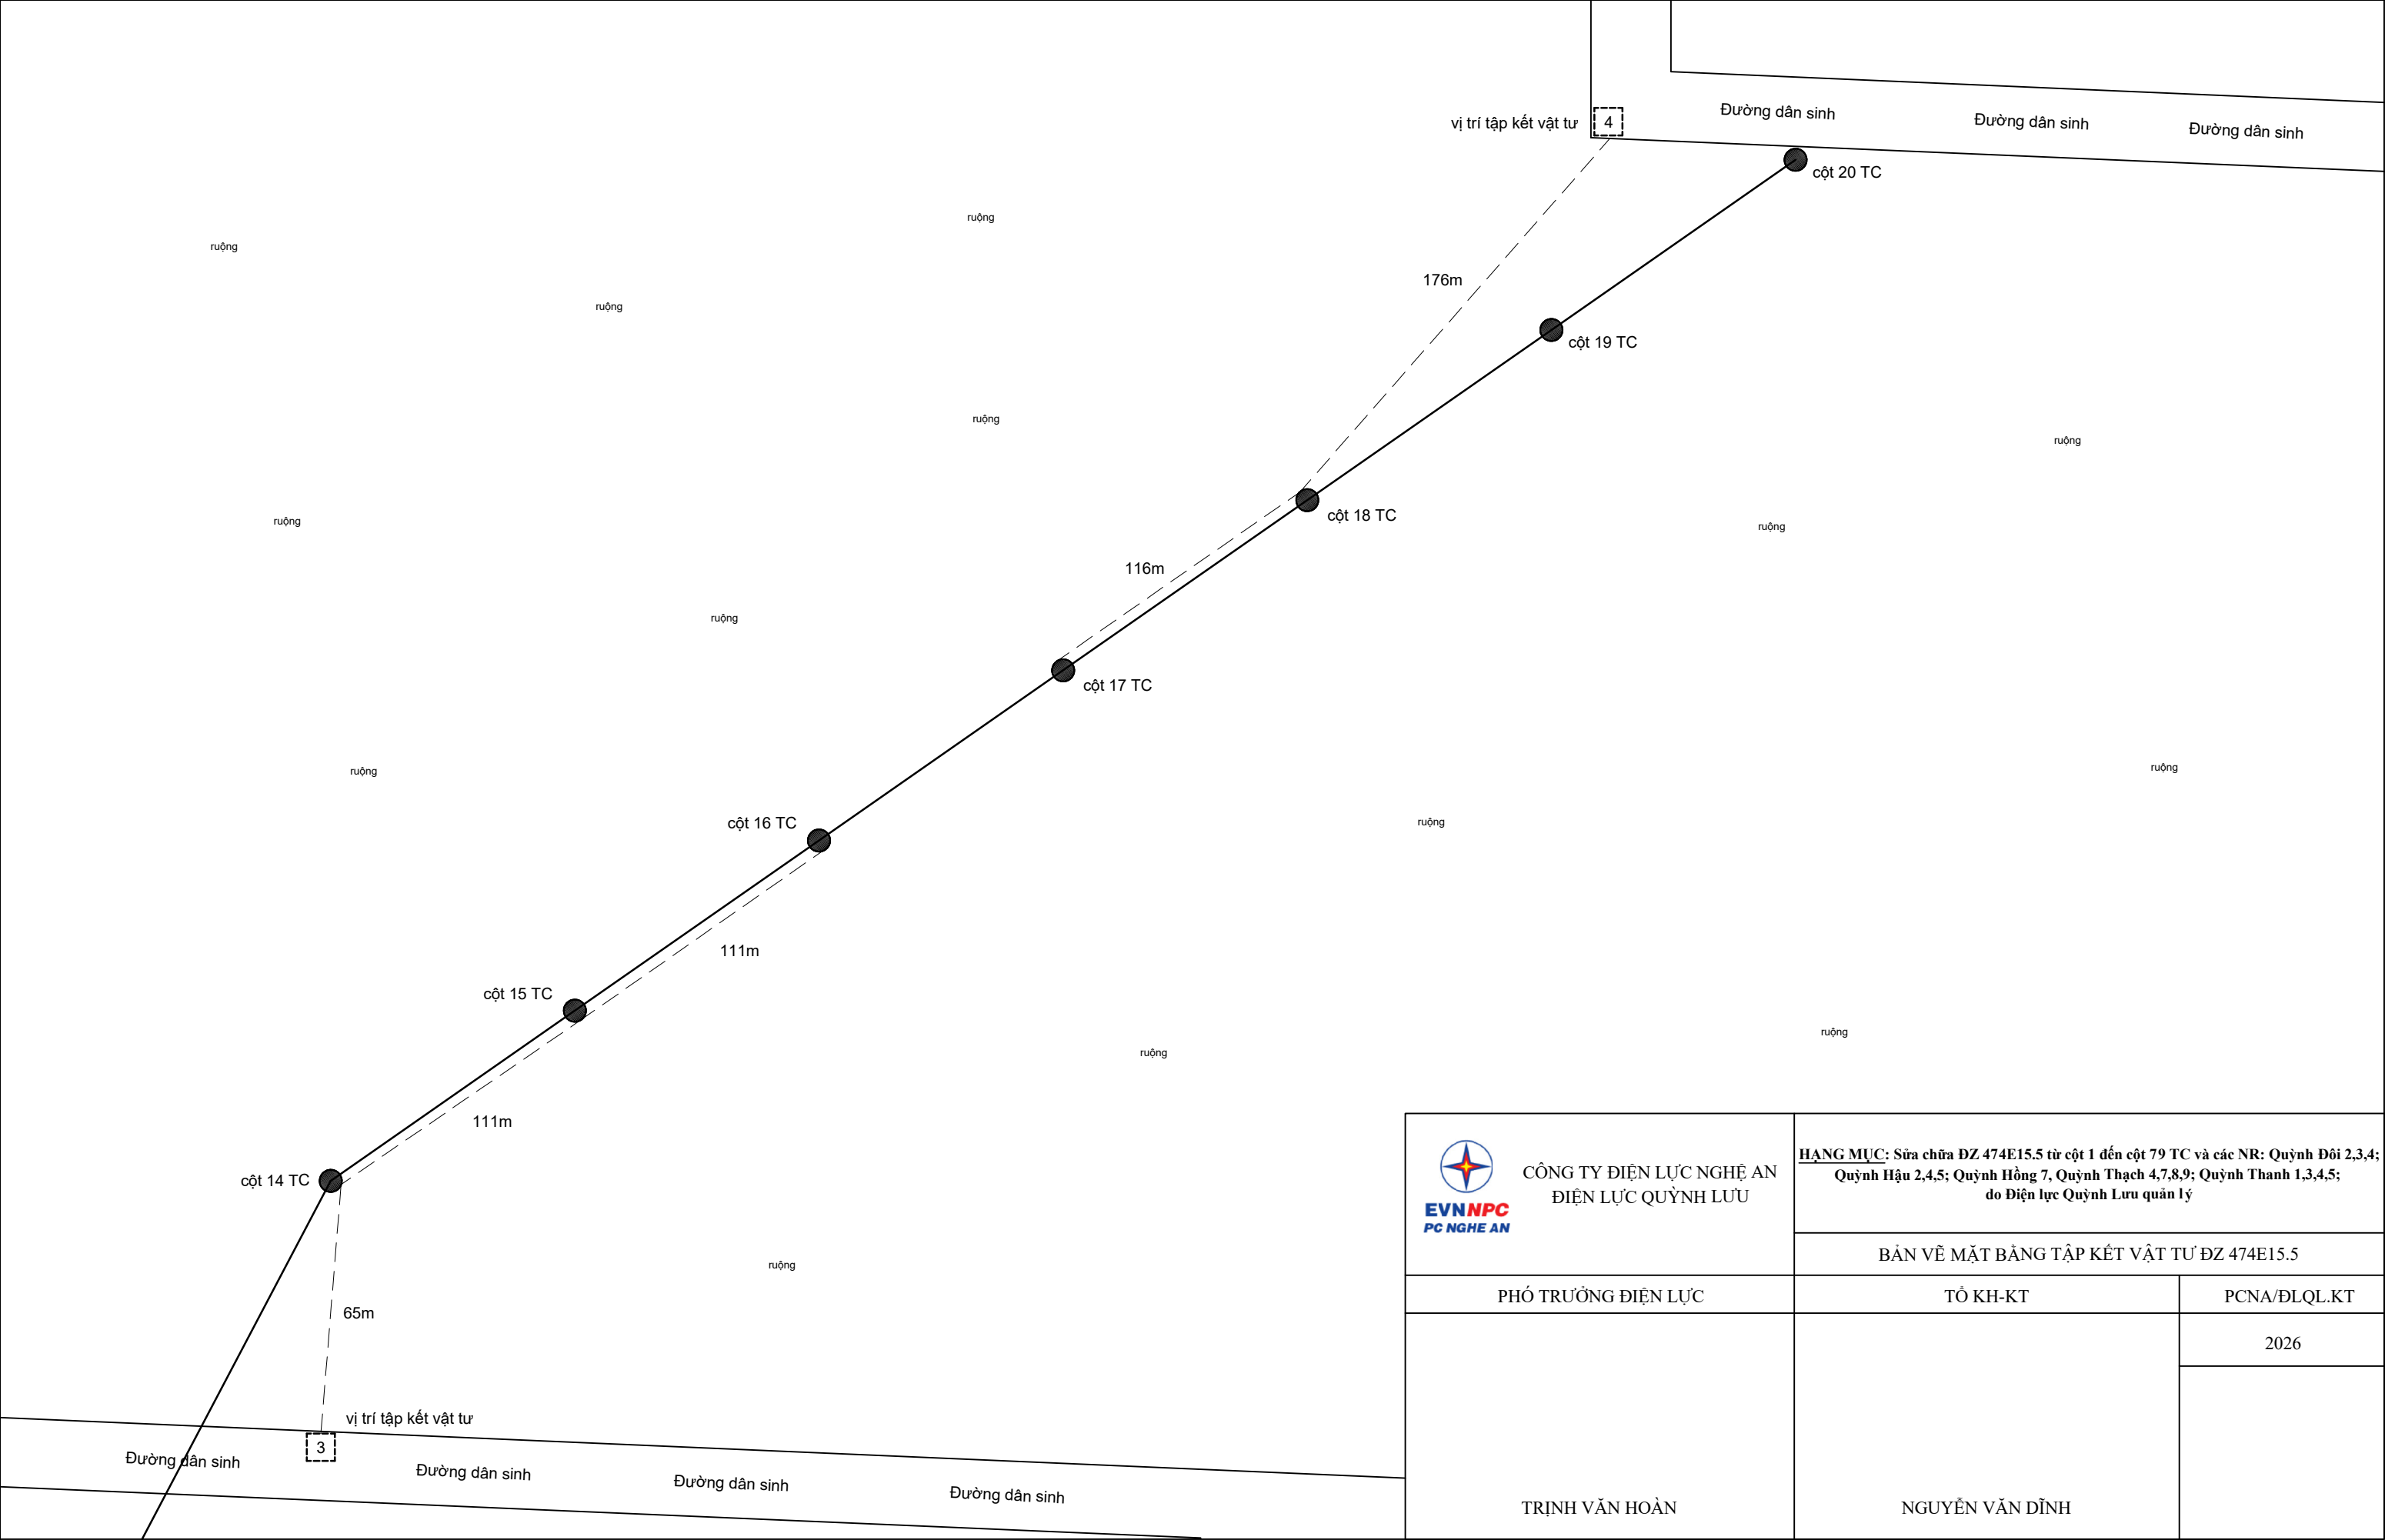 Đường dân sinh
Đường dân sinh
Đường dân sinh
vị trí tập kết vật tư
4
cột 20 TC
ruộng
ruộng
176m
ruộng
cột 19 TC
ruộng
ruộng
cột 18 TC
ruộng
ruộng
116m
ruộng
cột 17 TC
ruộng
ruộng
cột 16 TC
ruộng
111m
cột 15 TC
ruộng
ruộng
111m
cột 14 TC
ruộng
65m
vị trí tập kết vật tư
3
Đường dân sinh
Đường dân sinh
Đường dân sinh
Đường dân sinh
EVNNPC
PC NGHE AN
CÔNG TY ĐIỆN LỰC NGHỆ AN
ĐIỆN LỰC QUỲNH LƯU
HẠNG MỤC: Sửa chữa ĐZ 474E15.5 từ cột 1 đến cột 79 TC và các NR: Quỳnh Đôi 2,3,4;
Quỳnh Hậu 2,4,5; Quỳnh Hồng 7, Quỳnh Thạch 4,7,8,9; Quỳnh Thanh 1,3,4,5;
do Điện lực Quỳnh Lưu quản lý
BẢN VẼ MẶT BẰNG TẬP KẾT VẬT TƯ ĐZ 474E15.5
PHÓ TRƯỞNG ĐIỆN LỰC
TỔ KH-KT
PCNA/ĐLQL.KT
2026
TRỊNH VĂN HOÀN
NGUYỄN VĂN DĨNH